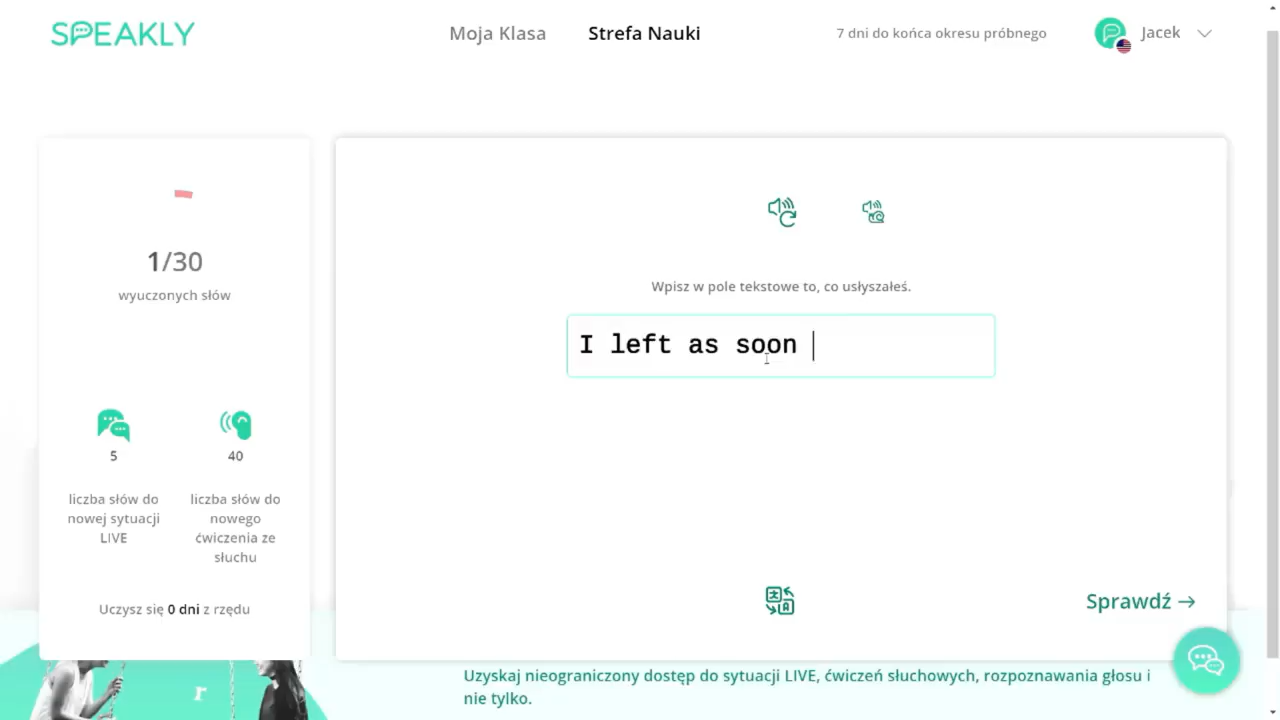 SPEAKLY
Moja Klasa
Strefa Nauki
7 dni do końca okresu próbnego
Jacek
1/30
wyuczonych słów
5
liczba słów do
nowej sytuacji
LIVE
40
liczba słów do
nowego
ćwiczenia ze
słuchu
Uczysz się 0 dni z rzędu
Wpisz w pole tekstowe to, co usłyszałeś.
I left as soon
Sprawdź →
r
Uzyskaj nieograniczony dostęp do sytuacji LIVE, ćwiczeń słuchowych, rozpoznawania głosu i
nie tylko.